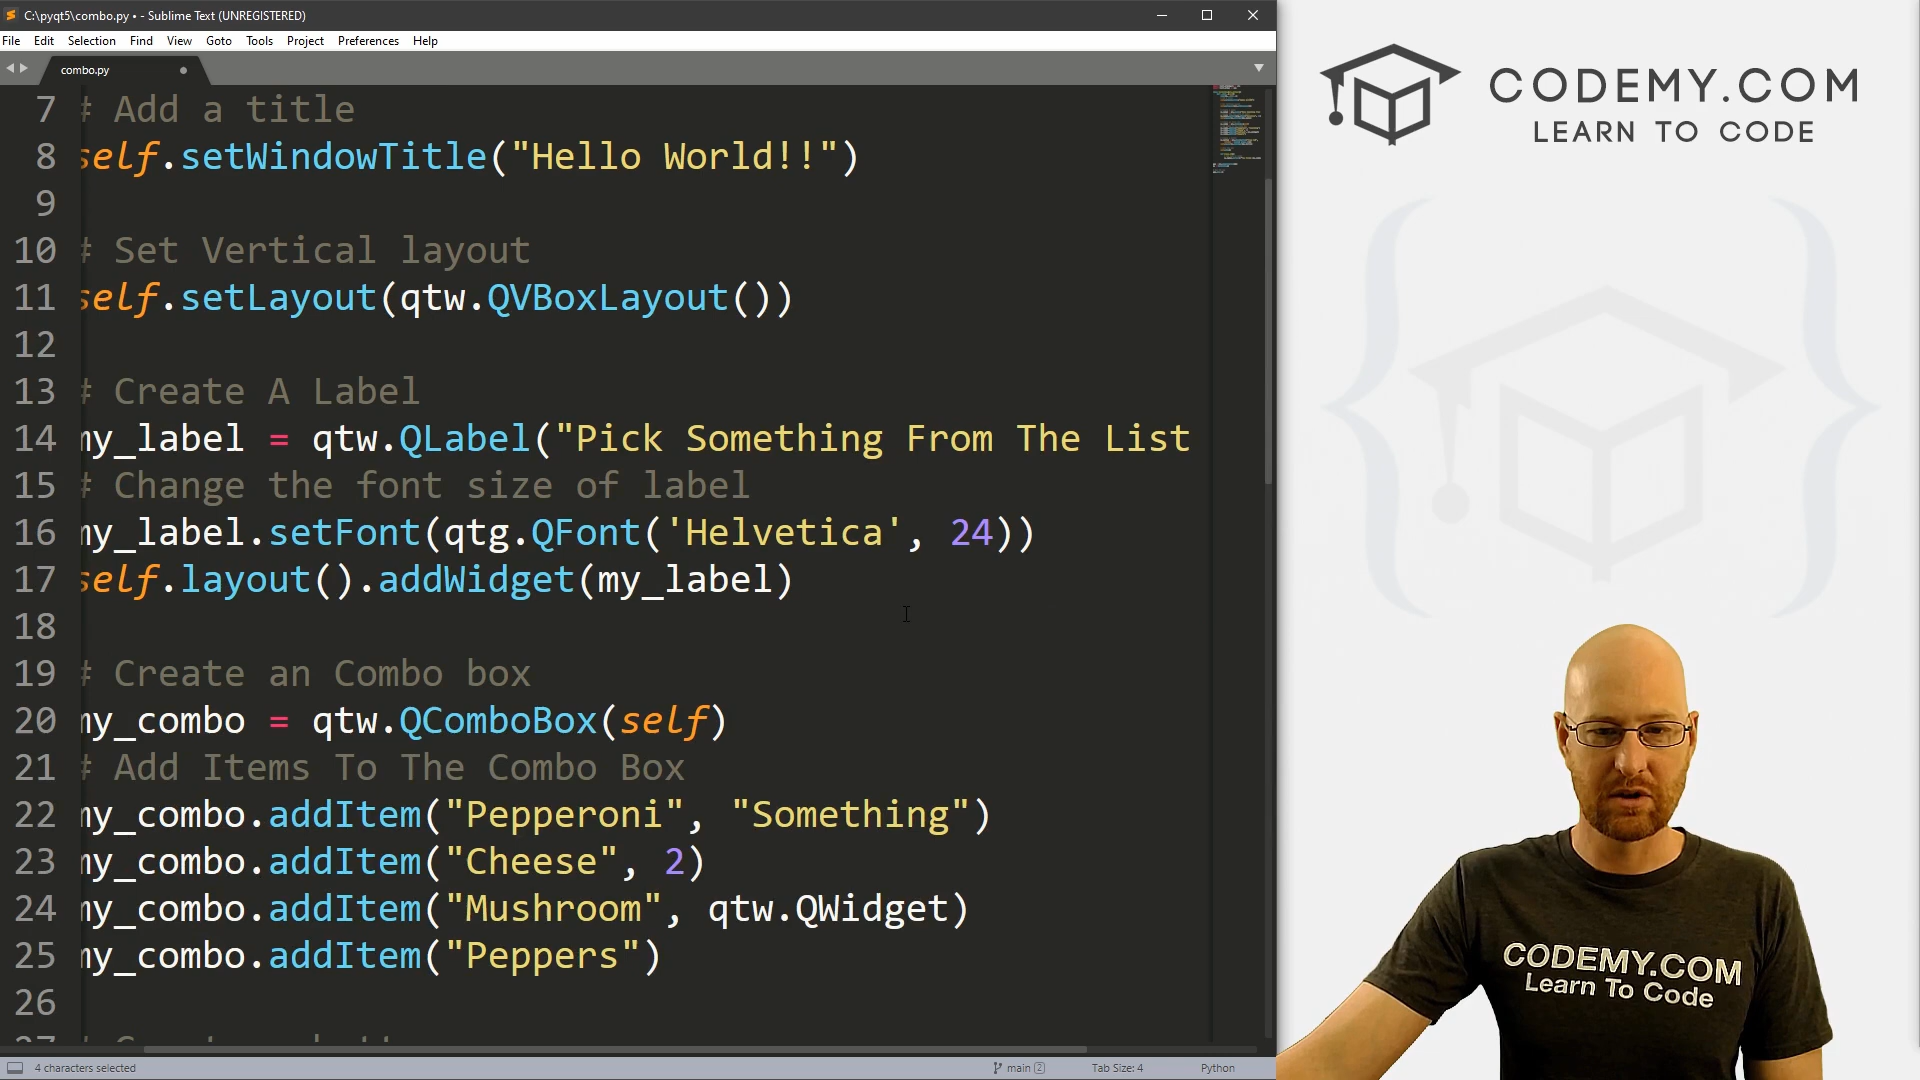 C:\pyqt5\combo.py • - Sublime Text (UNREGISTERED)
File Edit Selection Find View Goto Tools Project Preferences Help
combo.py
7 # Add a title
8 self.setWindowTitle("Hello World!!")
9
10 # Set Vertical layout
11 self.setLayout(qtw.QVBoxLayout())
12
13 # Create A Label
14 my_label = qtw.QLabel("Pick Something From The List
15 # Change the font size of label
16 my_label.setFont(qtg.QFont('Helvetica', 24))
17 self.layout().addWidget(my_label)
18
19 # Create an Combo box
20 my_combo = qtw.QComboBox(self)
21 # Add Items To The Combo Box
22 my_combo.addItem("Pepperoni", "Something")
23 my_combo.addItem("Cheese", 2)
24 my_combo.addItem("Mushroom", qtw.QWidget)
25 my_combo.addItem("Peppers")
26
4 characters selected
main 2
Tab Size: 4
Python
CODEMY.COM
LEARN TO CODE
CODEMY.COM
Learn To Code